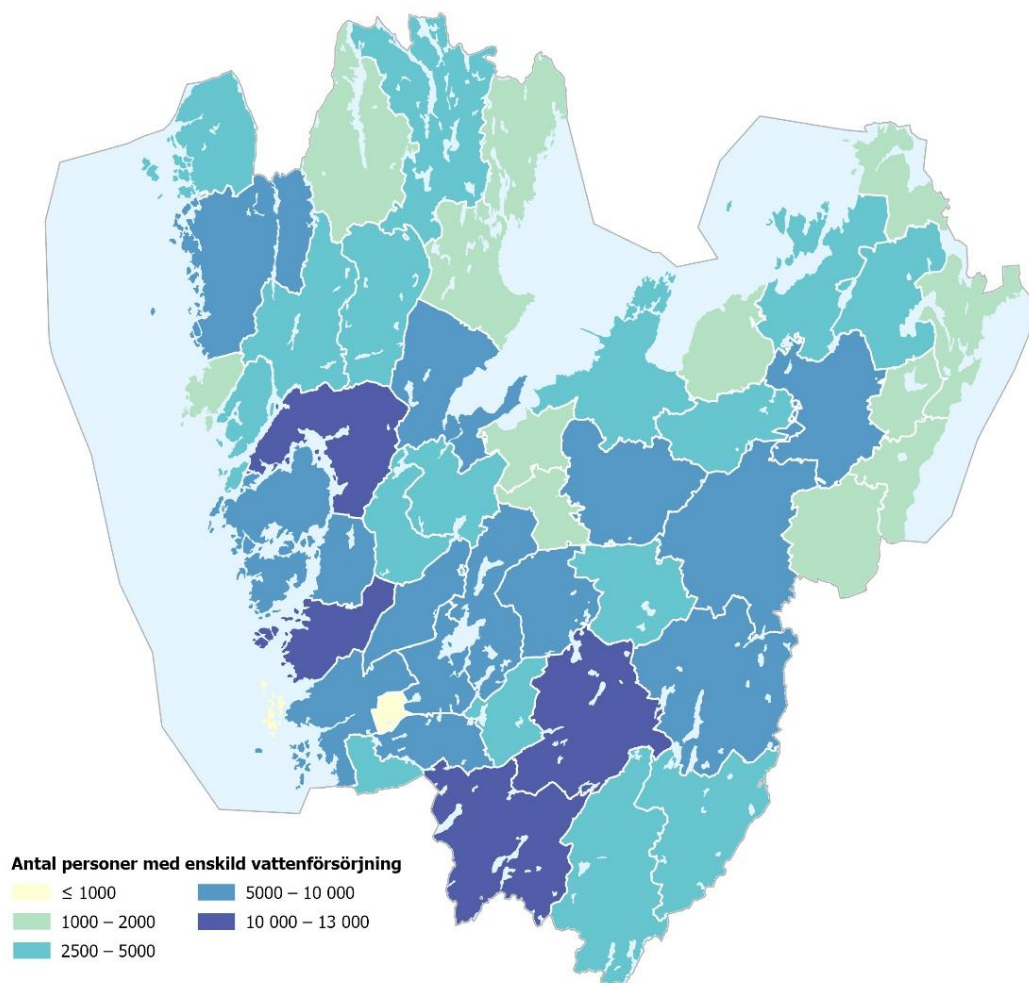 Antal personer med enskild vattenförsörjning
≤ 1000
1000 – 2000
2500 – 5000
5000 – 10 000
10 000 – 13 000